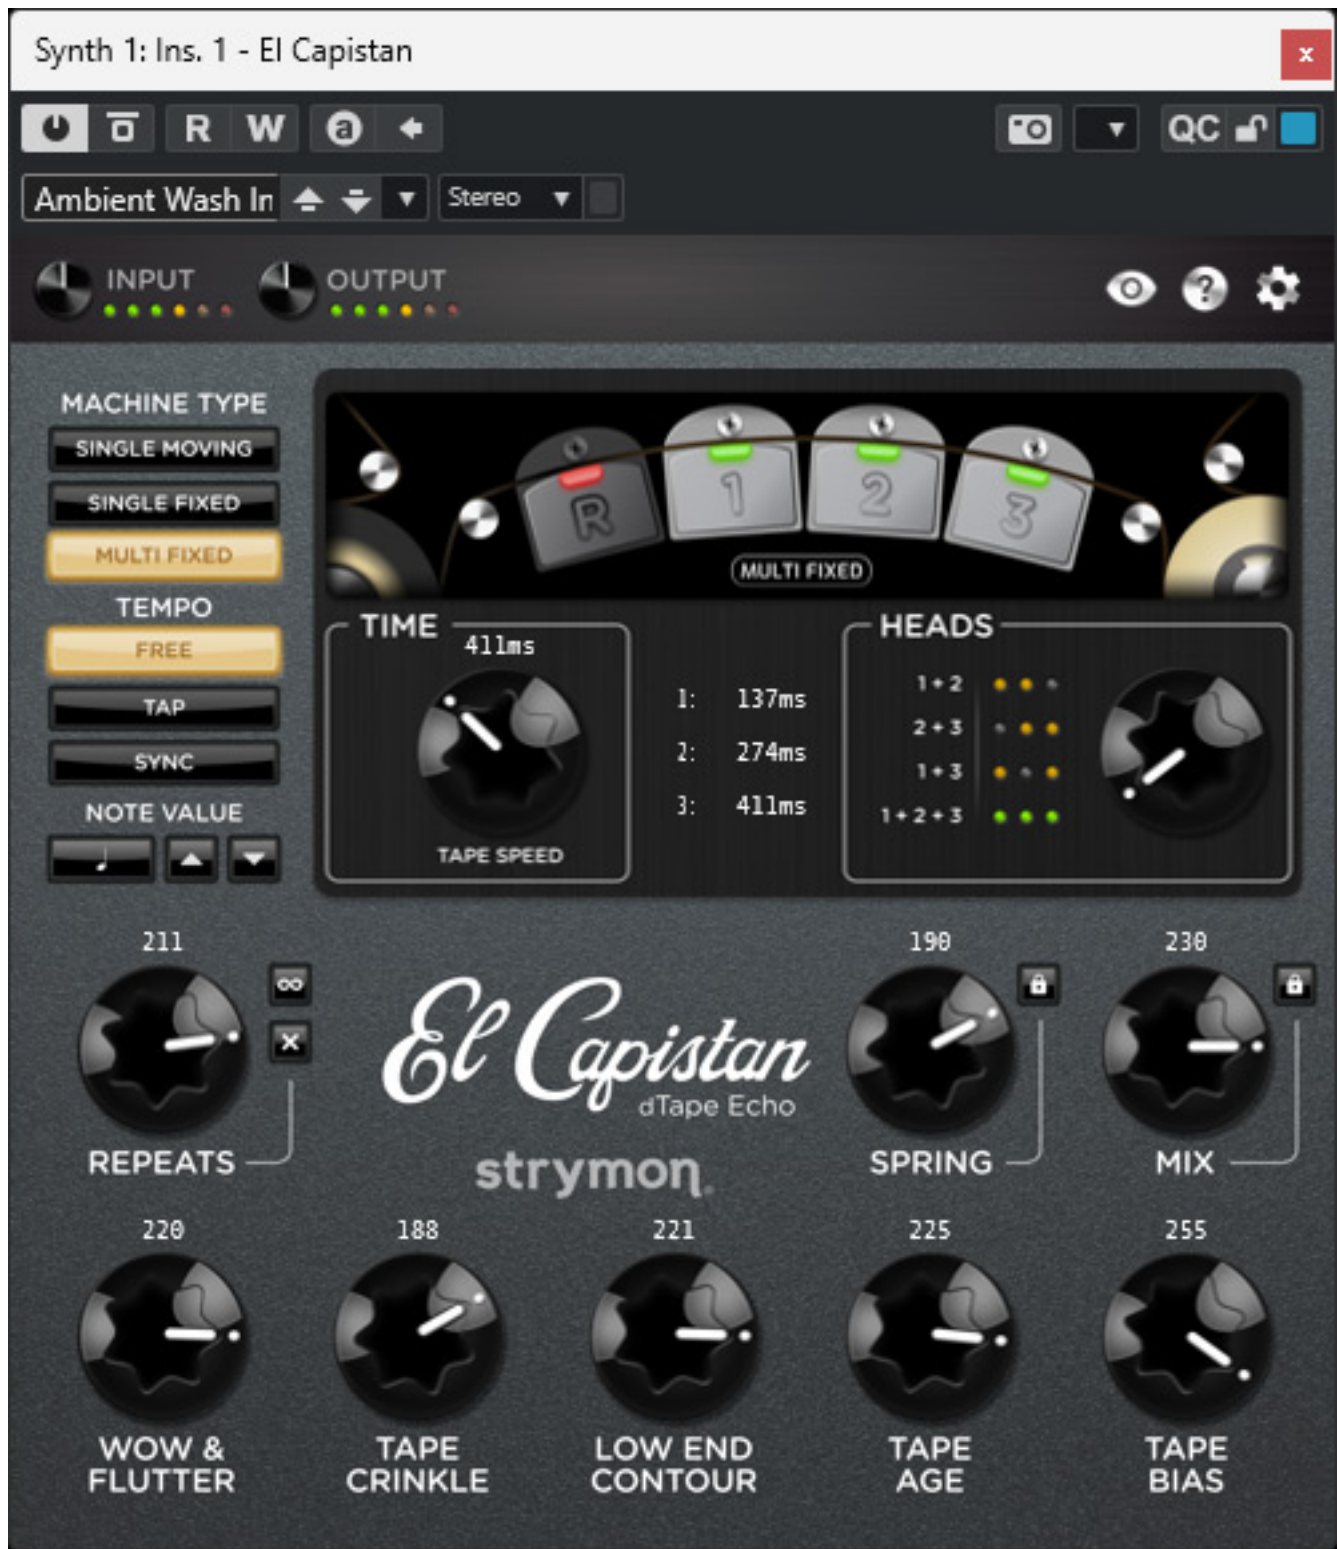 Synth 1: Ins. 1 - El Capistan
x
R W a
QC
Ambient Wash In
Stereo
INPUT
OUTPUT
?
MACHINE TYPE
SINGLE MOVING
SINGLE FIXED
MULTI FIXED
TEMPO
FREE
TAP
SYNC
NOTE VALUE
R 1 2 3
MULTI FIXED
TIME
411ms
TAPE SPEED
1: 137ms
2: 274ms
3: 411ms
HEADS
1 + 2
2 + 3
1 + 3
1 + 2 + 3
211
REPEATS
∞
X
El Capistan
dTape Echo
strymon®
190
SPRING
230
MIX
220
WOW &
FLUTTER
188
TAPE
CRINKLE
221
LOW END
CONTOUR
225
TAPE
AGE
255
TAPE
BIAS